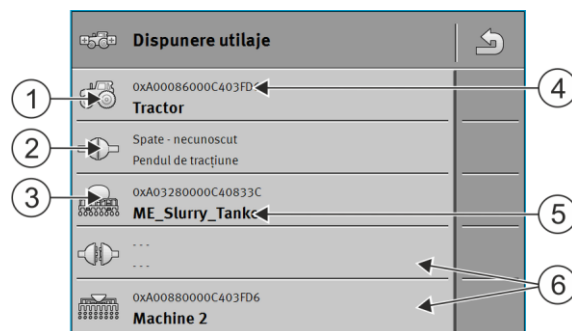 Dispunere utilaje
0xA00086000C403FD
Tractor
Spate - necunoscut
Pendul de tracțiune
0xA03280000C40833C
ME_Slurry_Tank
- - -
- - -
0xA00880000C403FD6
Machine 2
1
2
3
4
5
6